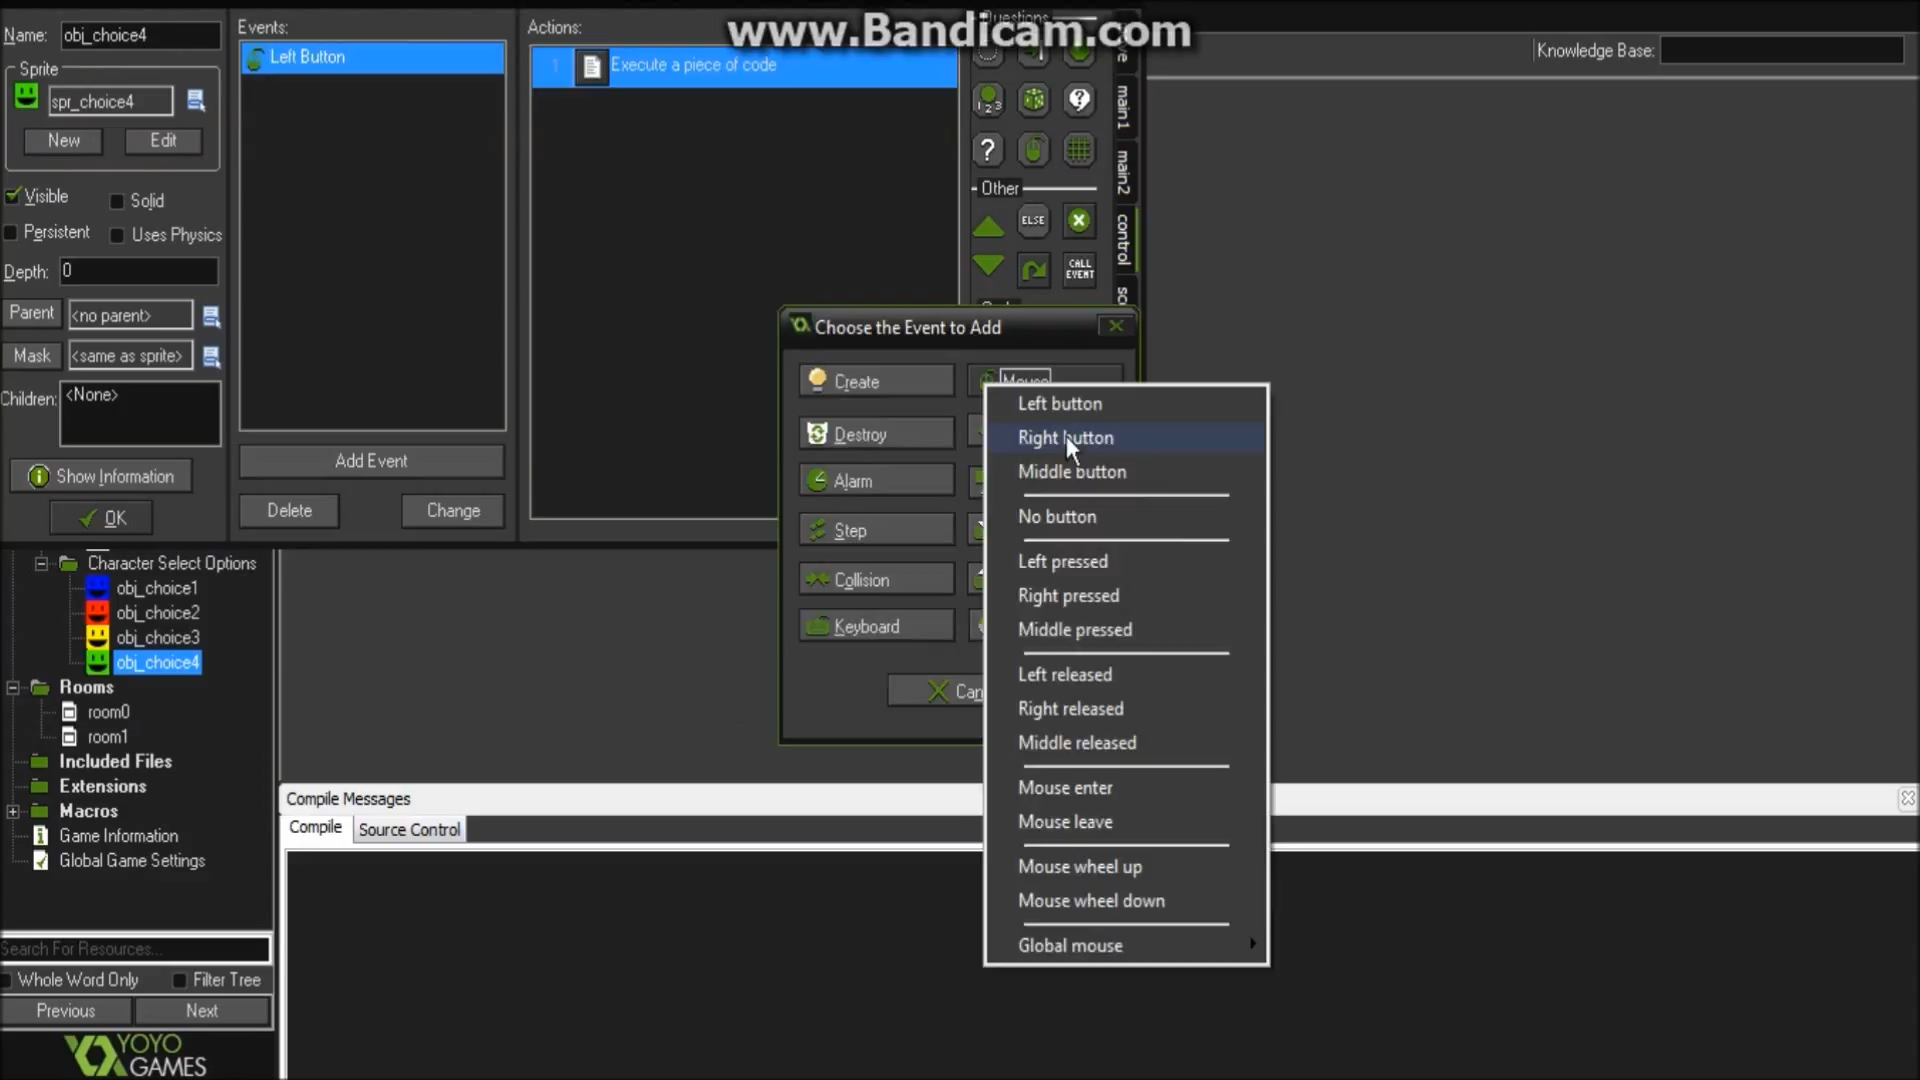 www.Bandicam.com
Name: obj_choice4
Sprite
spr_choice4
New
Edit
Visible
Solid
Persistent
Uses Physics
Depth: 0
Parent
<no parent>
Mask
<same as sprite>
Children:
<None>
Show Information
OK
Events:
Left Button
Add Event
Delete
Change
Actions:
1 Execute a piece of code
Questions
1 2 3
?
Other
ELSE
CALL EVENT
main1
main2
control
Knowledge Base:
Choose the Event to Add
Create
Destroy
Alarm
Step
Collision
Keyboard
Mouse
Left button
Right button
Middle button
No button
Left pressed
Right pressed
Middle pressed
Left released
Right released
Middle released
Mouse enter
Mouse leave
Mouse wheel up
Mouse wheel down
Global mouse
Character Select Options
obj_choice1
obj_choice2
obj_choice3
obj_choice4
Rooms
room0
room1
Included Files
Extensions
Macros
Game Information
Global Game Settings
Search For Resources...
Whole Word Only
Filter Tree
Previous
Next
YOYO
GAMES
Compile Messages
Compile
Source Control